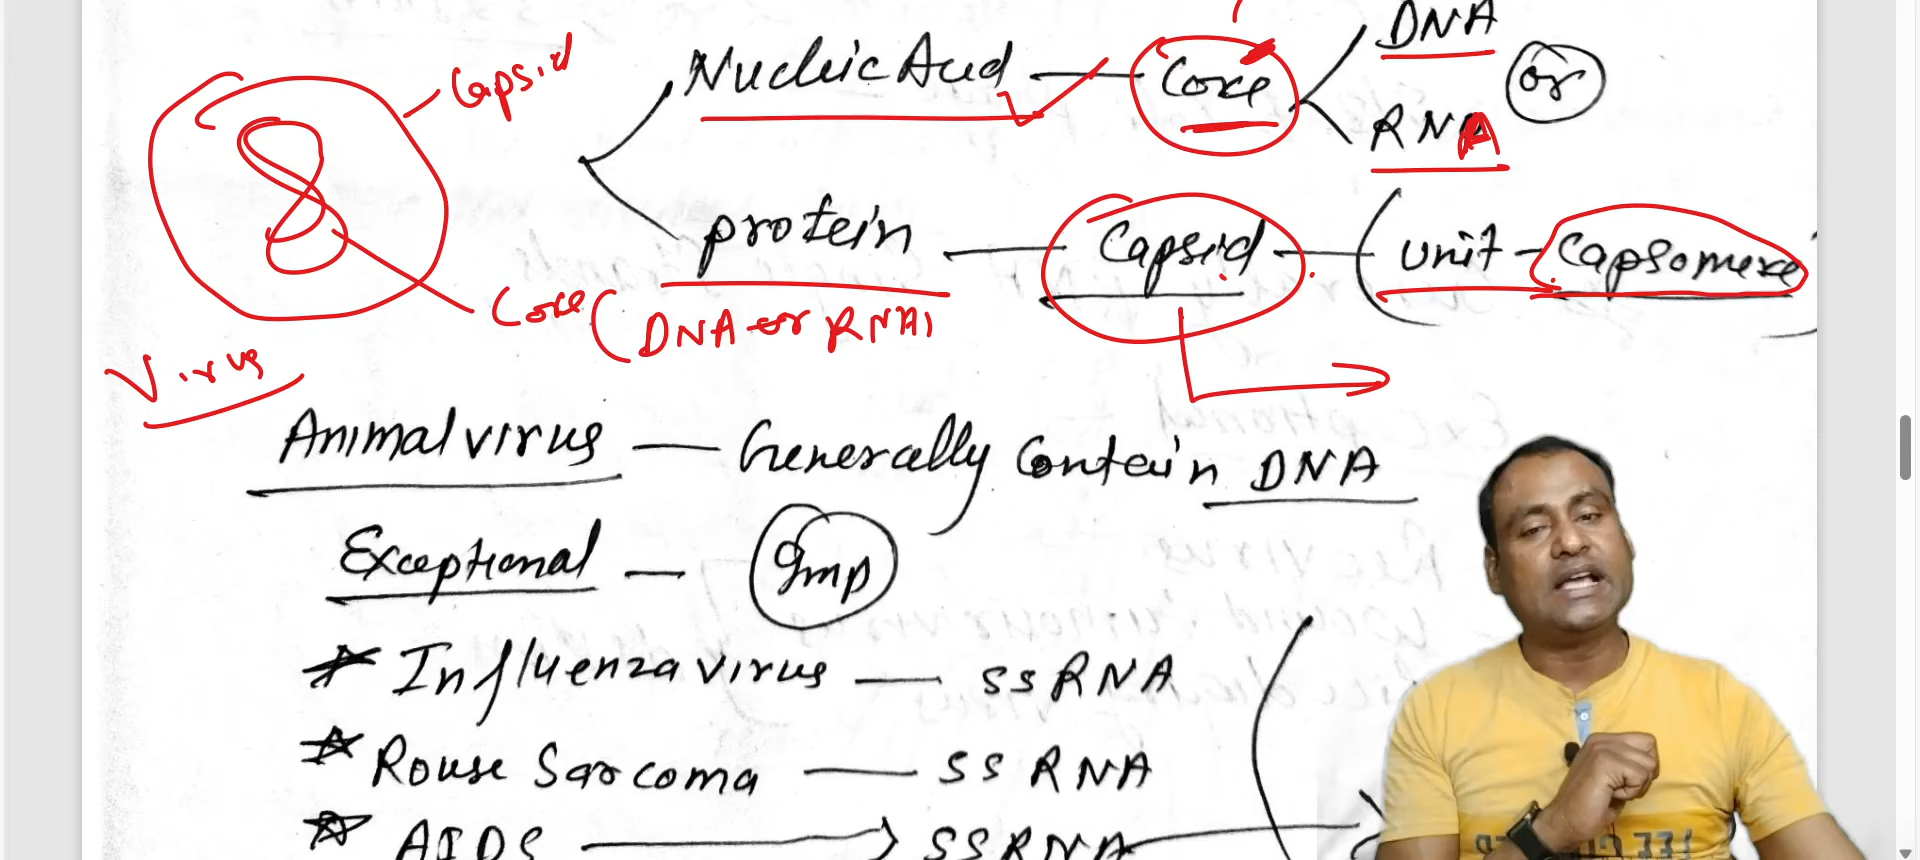 Capsid
Nucleic Acid — Core
DNA
or
RNA
protein — Capsid — (unit - Capsomere)
Core (DNA or RNA)
Virus
Animal virus — Generally Contain DNA
Exceptional — Imp
Influenza virus — ssRNA
Rouse Sarcoma — SS RNA
AIDS → SSRNA